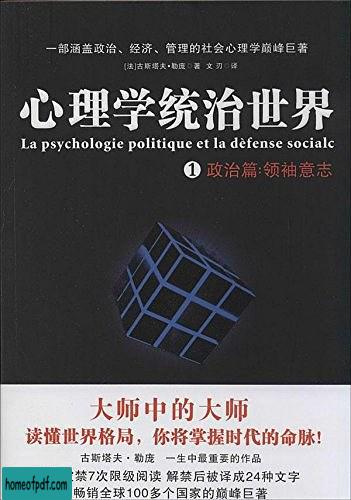 一部涵盖政治、经济、管理的社会心理学巅峰巨著
[法]古斯塔夫·勒庞 著 文 刃 译
心理学统治世界
La psychologie politique et la dèfense socialc
1 政治篇:领袖意志
大师中的大师
读懂世界格局，你将掌握时代的命脉!
古斯塔夫·勒庞 一生中最重要的作品
禁7次限级阅读 解禁后被译成24种文字
畅销全球100多个国家的巅峰巨著
homeofpdf.com